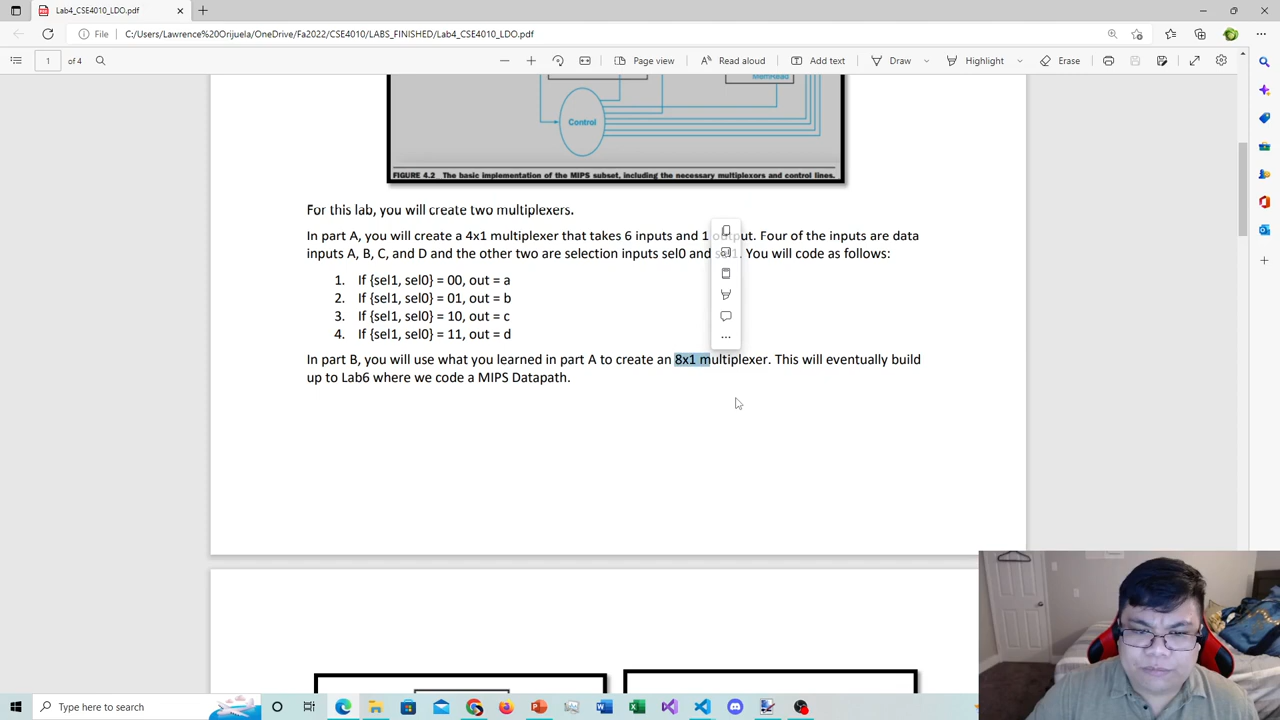 Lab4_CSE4010_LDO.pdf
File
C:/Users/Lawrence%20Orijuela/OneDrive/Fa2022/CSE4010/LABS_FINISHED/Lab4_CSE4010_LDO.pdf
1 of 4
Page view
Read aloud
Add text
Draw
Highlight
Erase
MemRead
Control
FIGURE 4.2 The basic implementation of the MIPS subset, including the necessary multiplexors and control lines.
For this lab, you will create two multiplexers.
In part A, you will create a 4x1 multiplexer that takes 6 inputs and 1 output. Four of the inputs are data
inputs A, B, C, and D and the other two are selection inputs sel0 and sel1. You will code as follows:
1. If {sel1, sel0} = 00, out = a
2. If {sel1, sel0} = 01, out = b
3. If {sel1, sel0} = 10, out = c
4. If {sel1, sel0} = 11, out = d
In part B, you will use what you learned in part A to create an 8x1 multiplexer. This will eventually build
up to Lab6 where we code a MIPS Datapath.
Type here to search